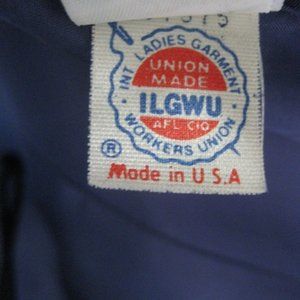 INT LADIES GARMENT
UNION
MADE
ILGWU
AFL CIO
WORKERS UNION
®
Made in U.S.A